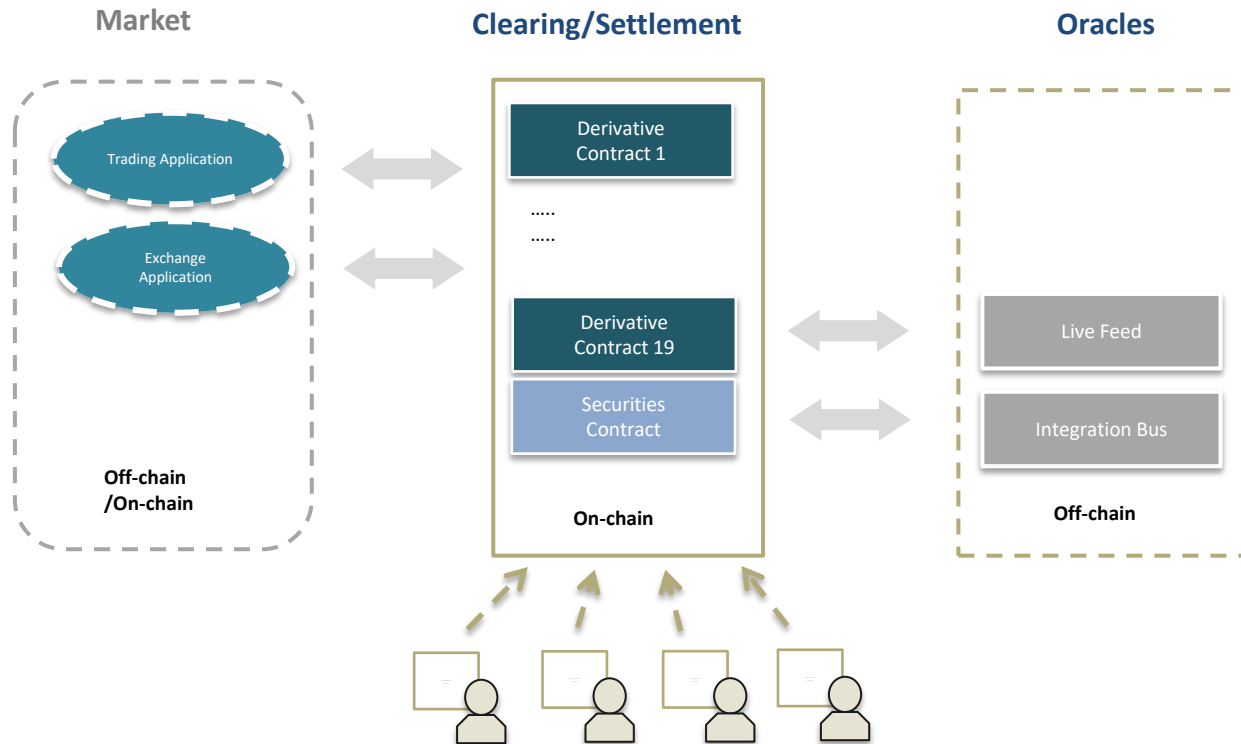 Market
Clearing/Settlement
Oracles
Trading Application
Exchange
Application
Off-chain
/On-chain
Derivative
Contract 1
.....
.....
Derivative
Contract 19
Securities
Contract
On-chain
Live Feed
Integration Bus
Off-chain